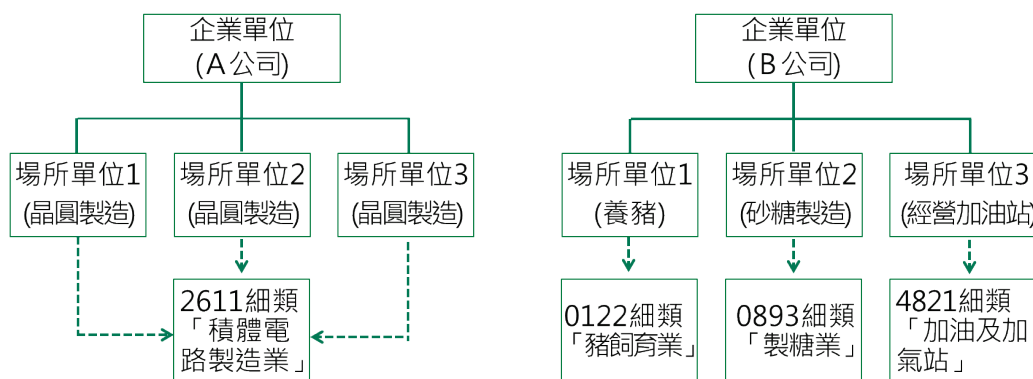 企業單位
(A公司)
場所單位1
(晶圓製造)
場所單位2
(晶圓製造)
場所單位3
(晶圓製造)
2611細類
「積體電
路製造業」
企業單位
(B公司)
場所單位1
(養豬)
場所單位2
(砂糖製造)
場所單位3
(經營加油站)
0122細類
「豬飼育業」
0893細類
「製糖業」
4821細類
「加油及加
氣站」